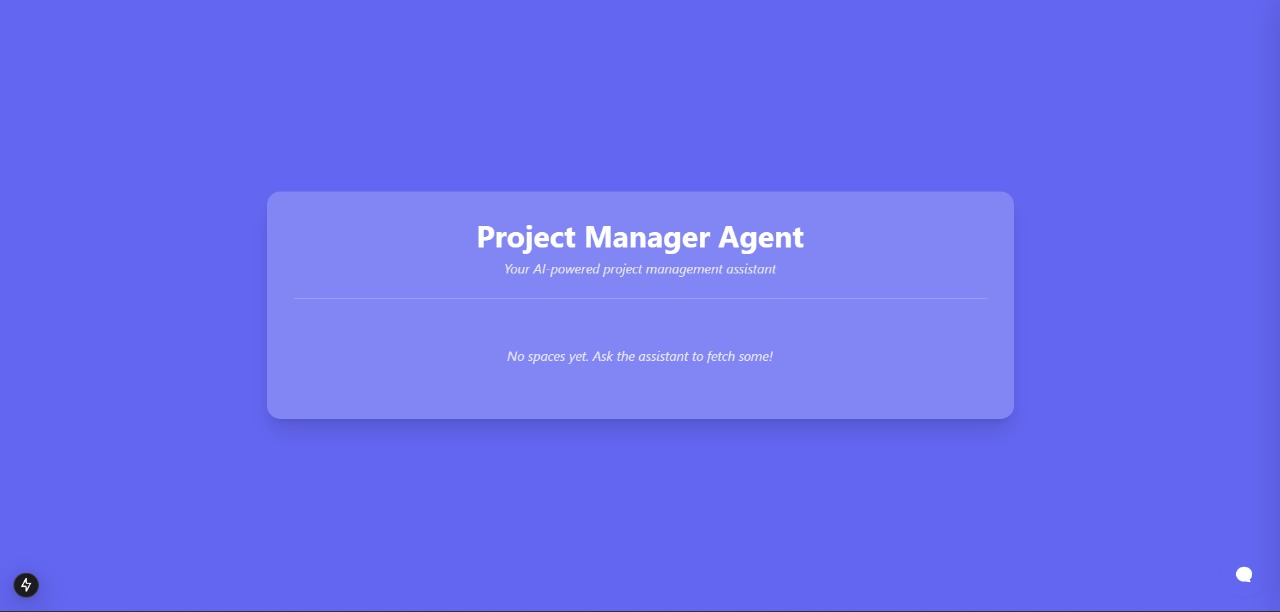 Project Manager Agent
Your AI-powered project management assistant
No spaces yet. Ask the assistant to fetch some!